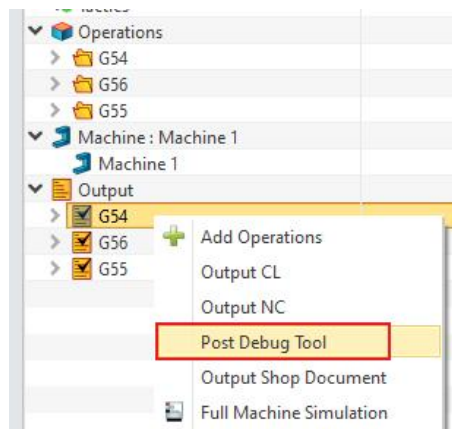 Tactics
Operations
G54
G56
G55
Machine : Machine 1
Machine 1
Output
G54
G56
G55
Add Operations
Output CL
Output NC
Post Debug Tool
Output Shop Document
Full Machine Simulation